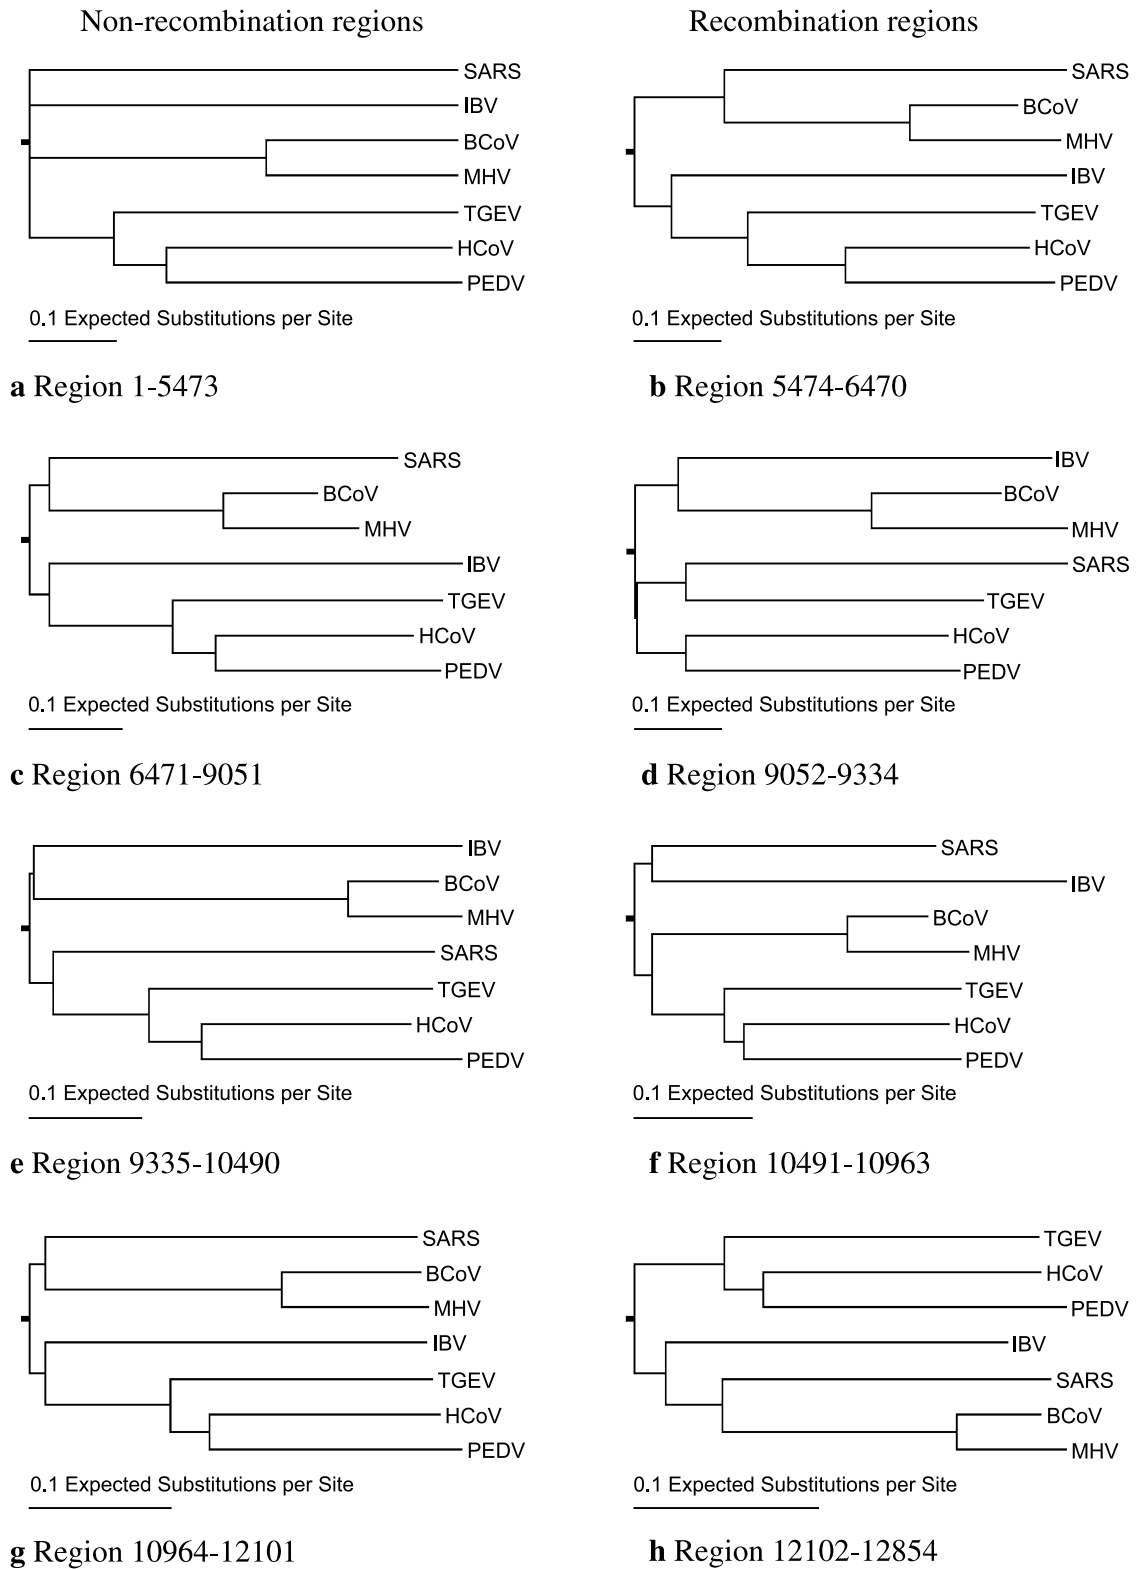 Non-recombination regions
Recombination regions
SARS
IBV
BCoV
MHV
TGEV
HCoV
PEDV
0.1 Expected Substitutions per Site
a Region 1-5473
SARS
BCoV
MHV
IBV
TGEV
HCoV
PEDV
0.1 Expected Substitutions per Site
b Region 5474-6470
SARS
BCoV
MHV
IBV
TGEV
HCoV
PEDV
0.1 Expected Substitutions per Site
c Region 6471-9051
IBV
BCoV
MHV
SARS
TGEV
HCoV
PEDV
0.1 Expected Substitutions per Site
d Region 9052-9334
IBV
BCoV
MHV
SARS
TGEV
HCoV
PEDV
0.1 Expected Substitutions per Site
e Region 9335-10490
SARS
IBV
BCoV
MHV
TGEV
HCoV
PEDV
0.1 Expected Substitutions per Site
f Region 10491-10963
SARS
BCoV
MHV
IBV
TGEV
HCoV
PEDV
0.1 Expected Substitutions per Site
g Region 10964-12101
TGEV
HCoV
PEDV
IBV
SARS
BCoV
MHV
0.1 Expected Substitutions per Site
h Region 12102-12854